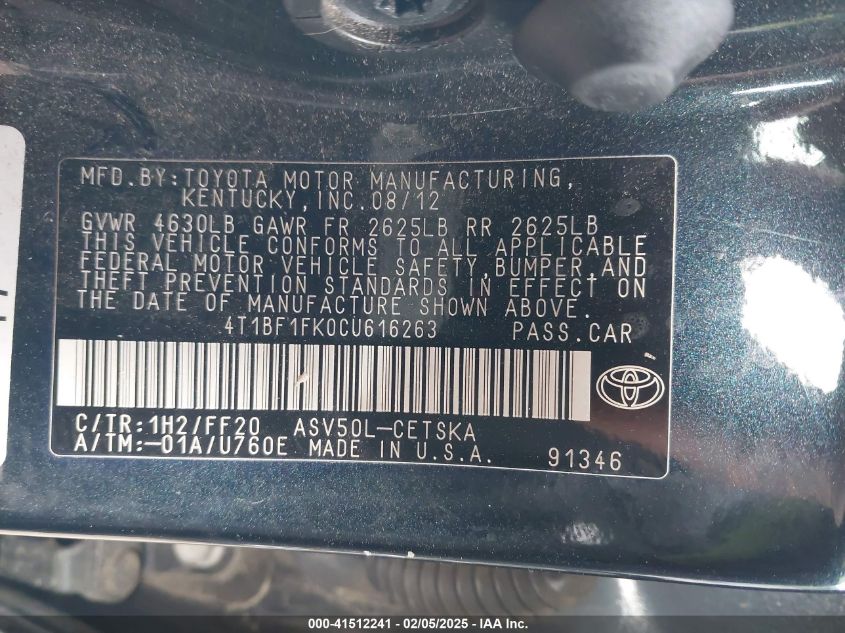 MFD.BY:TOYOTA MOTOR MANUFACTURING,
KENTUCKY,INC.08/12
GVWR 4630LB GAWR FR 2625LB RR 2625LB
THIS VEHICLE CONFORMS TO ALL APPLICABLE
FEDERAL MOTOR VEHICLE SAFETY,BUMPER,AND
THEFT PREVENTION STANDARDS IN EFFECT ON
THE DATE OF MANUFACTURE SHOWN ABOVE.
4T1BF1FK0CU616263 PASS.CAR
C/TR:1H2/FF20 ASV50L-CETSKA
A/TM:-01A/U760E MADE IN U.S.A. 91346
000-41512241 - 02/05/2025 - IAA Inc.